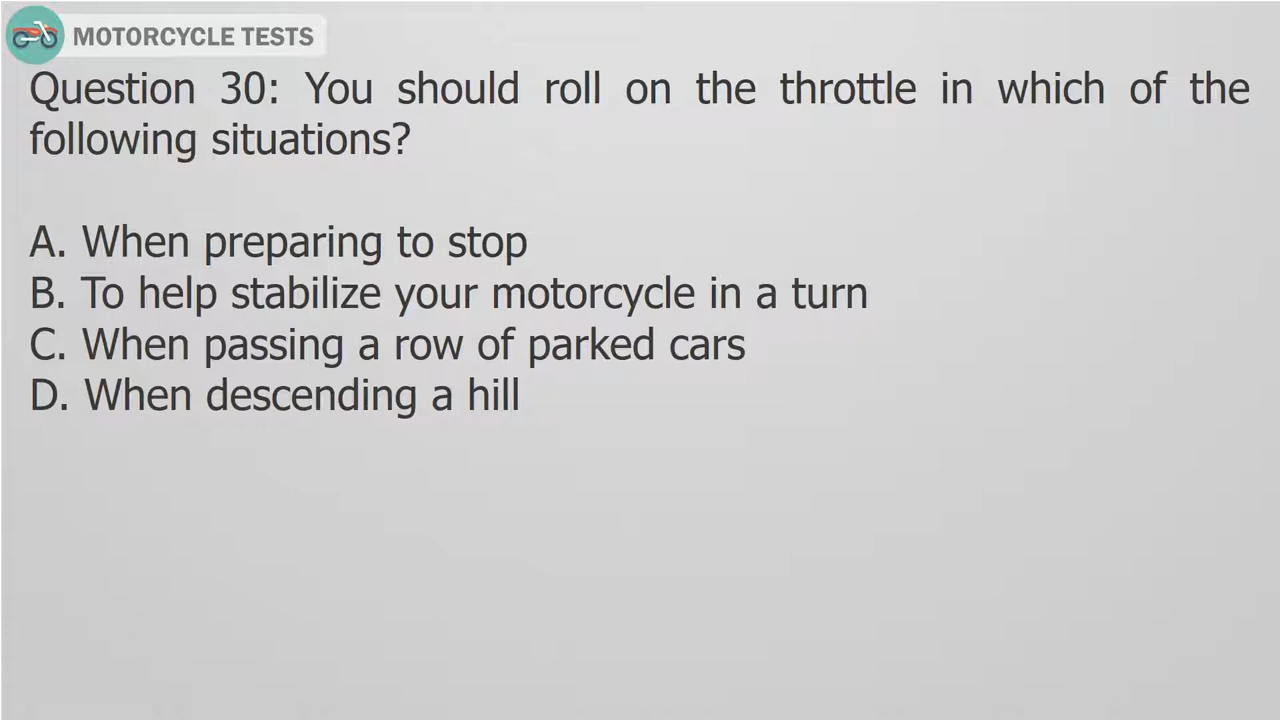 MOTORCYCLE TESTS
Question 30: You should roll on the throttle in which of the
following situations?
A. When preparing to stop
B. To help stabilize your motorcycle in a turn
C. When passing a row of parked cars
D. When descending a hill